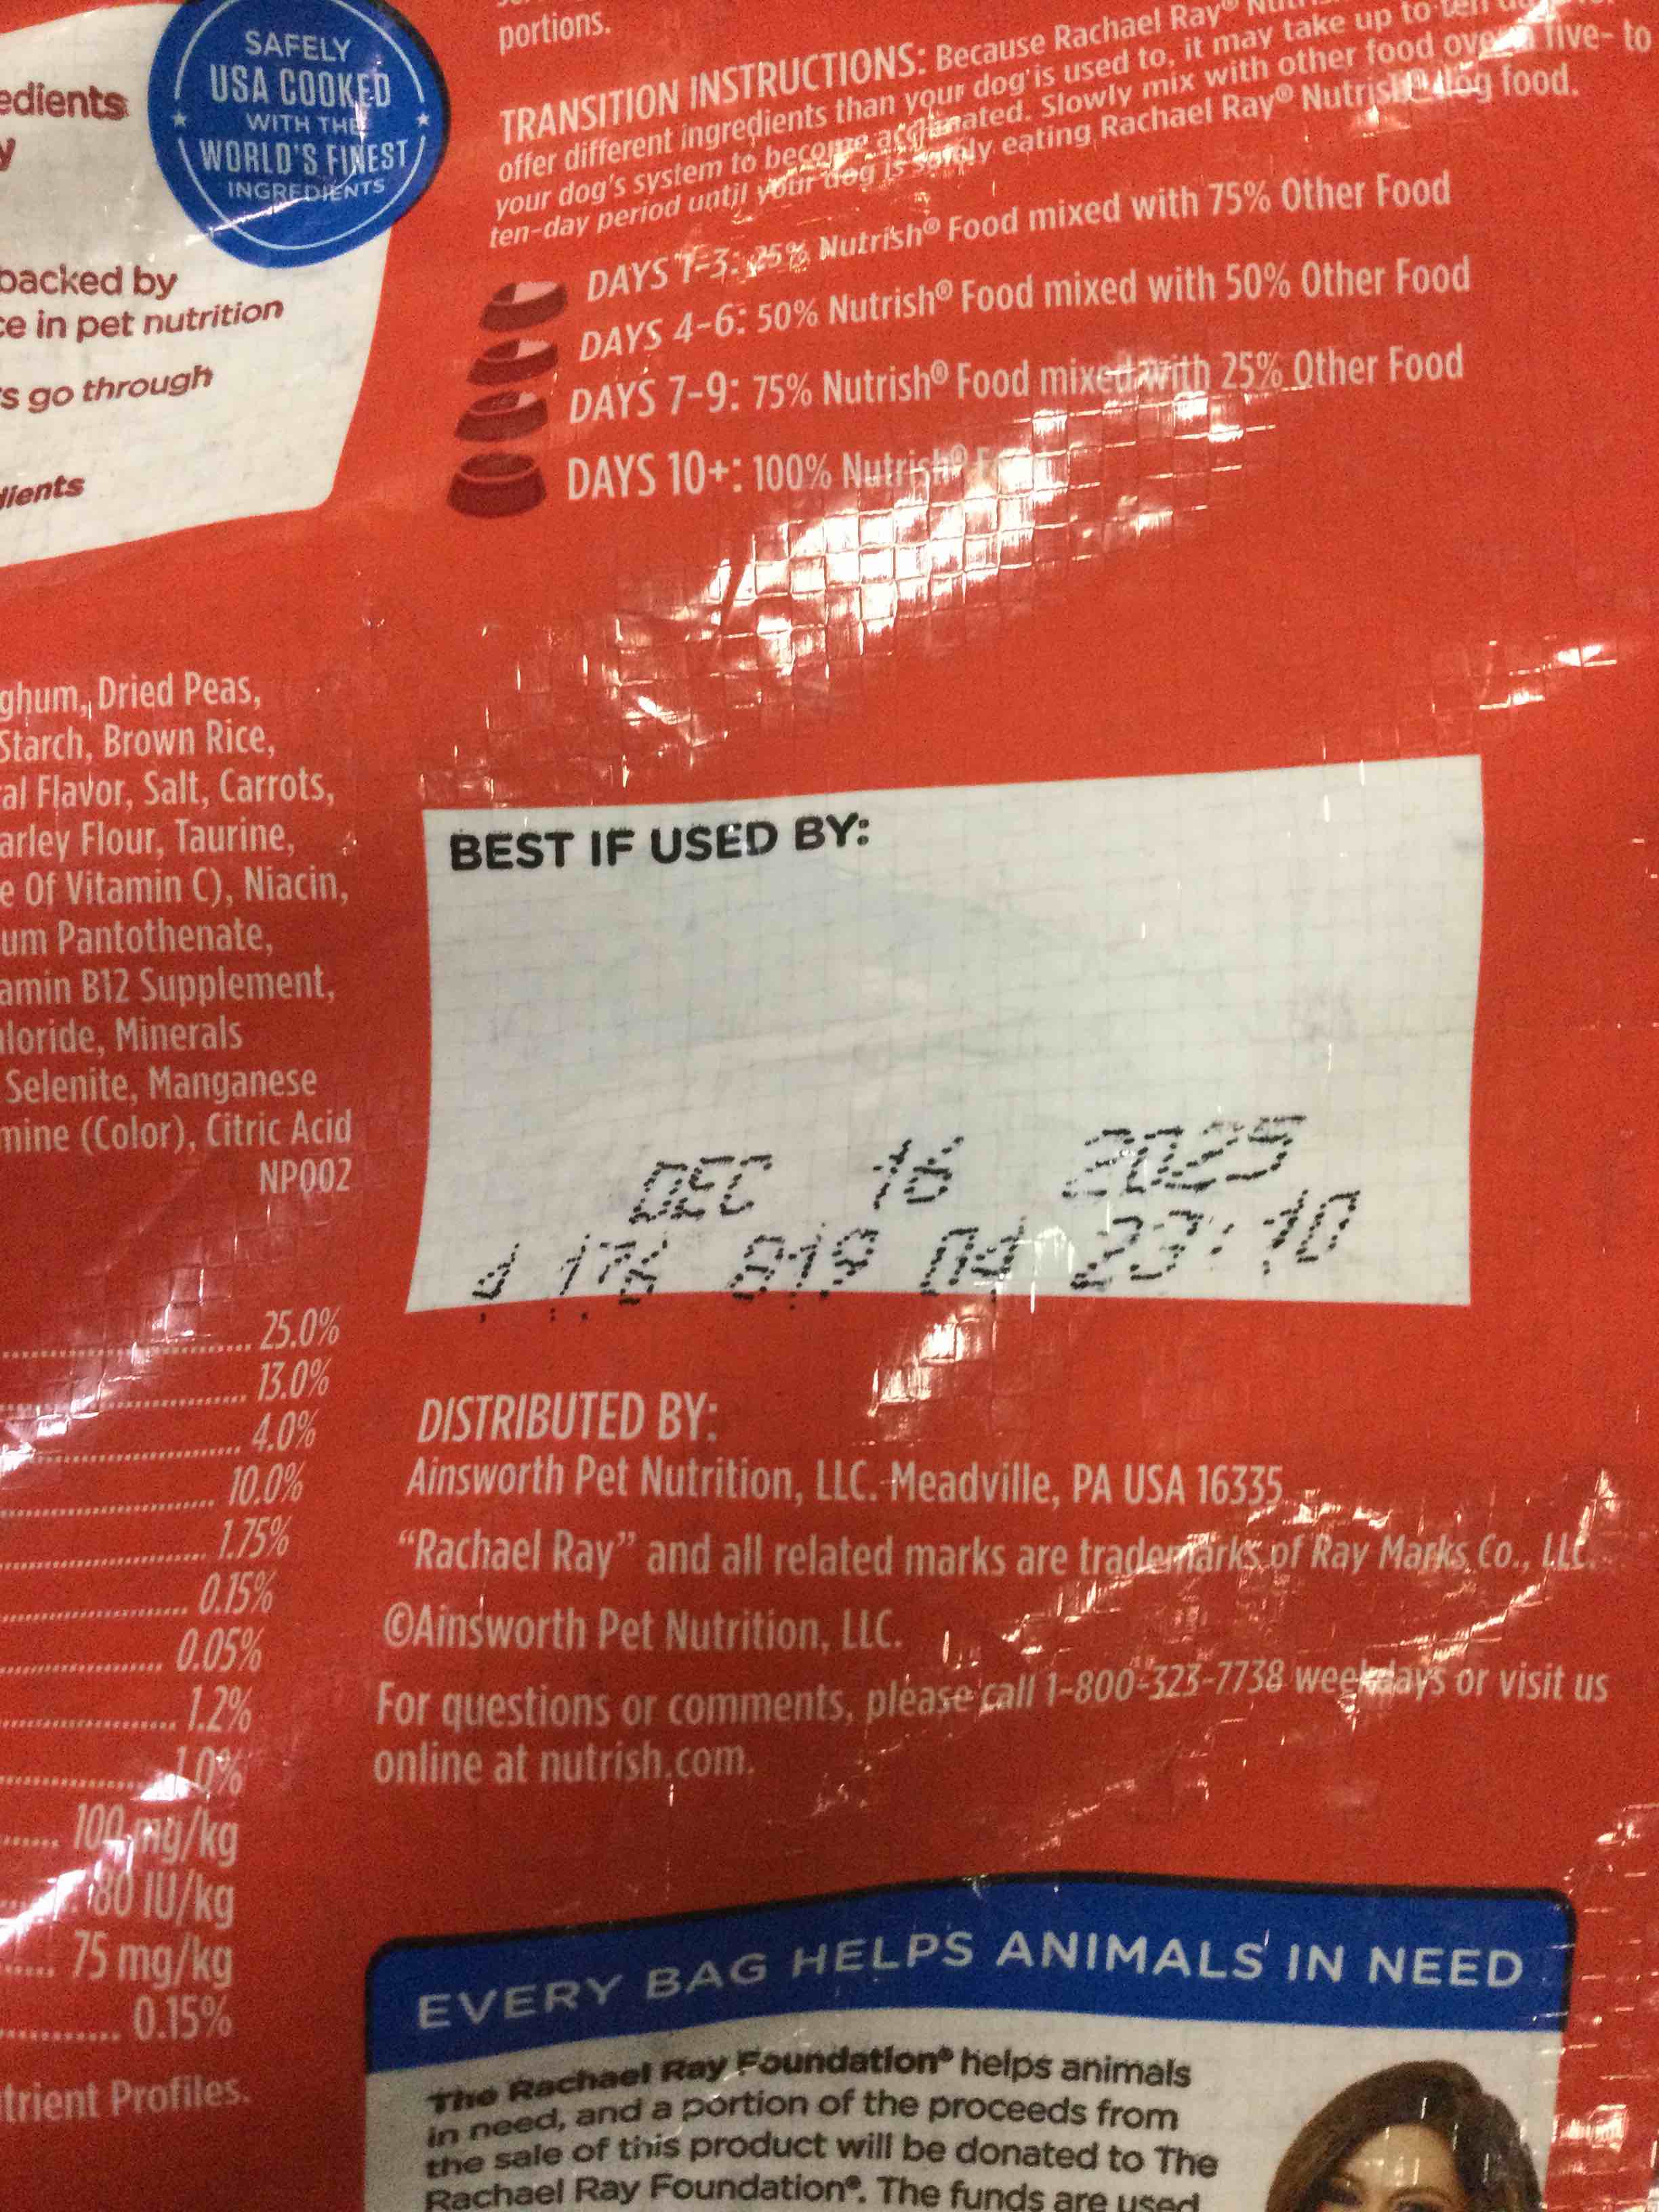 edients
y
SAFELY
USA COOKED
WITH THE
WORLD'S FINEST
INGREDIENTS
backed by
ce in pet nutrition
s go through
dients
portions.
TRANSITION INSTRUCTIONS: Because Rachael Ray®
offer different ingredients than your dog is used to, it may take up to ten
your dog's system to become acclimated. Slowly mix with other food over a five- to
ten-day period until your dog is solely eating Rachael Ray® Nutrish® dog food.
DAYS 1-3: 25% Nutrish® Food mixed with 75% Other Food
DAYS 4-6: 50% Nutrish® Food mixed with 50% Other Food
DAYS 7-9: 75% Nutrish® Food mixed with 25% Other Food
DAYS 10+: 100% Nutrish®
ghum, Dried Peas,
Starch, Brown Rice,
al Flavor, Salt, Carrots,
arley Flour, Taurine,
e Of Vitamin C), Niacin,
um Pantothenate,
amin B12 Supplement,
loride, Minerals
Selenite, Manganese
mine (Color), Citric Acid
NP002
25.0%
13.0%
4.0%
10.0%
1.75%
0.15%
0.05%
1.2%
1.0%
100 mg/kg
80 IU/kg
75 mg/kg
0.15%
trient Profiles.
BEST IF USED BY:
DEC 16 2025
4 176 819 04 23:10
DISTRIBUTED BY:
Ainsworth Pet Nutrition, LLC. Meadville, PA USA 16335
“Rachael Ray” and all related marks are trademarks of Ray Marks Co., LLC.
©Ainsworth Pet Nutrition, LLC.
For questions or comments, please call 1-800-323-7738 weekdays or visit us
online at nutrish.com.
EVERY BAG HELPS ANIMALS IN NEED
The Rachael Ray Foundation® helps animals
in need, and a portion of the proceeds from
the sale of this product will be donated to The
Rachael Ray Foundation®. The funds are used